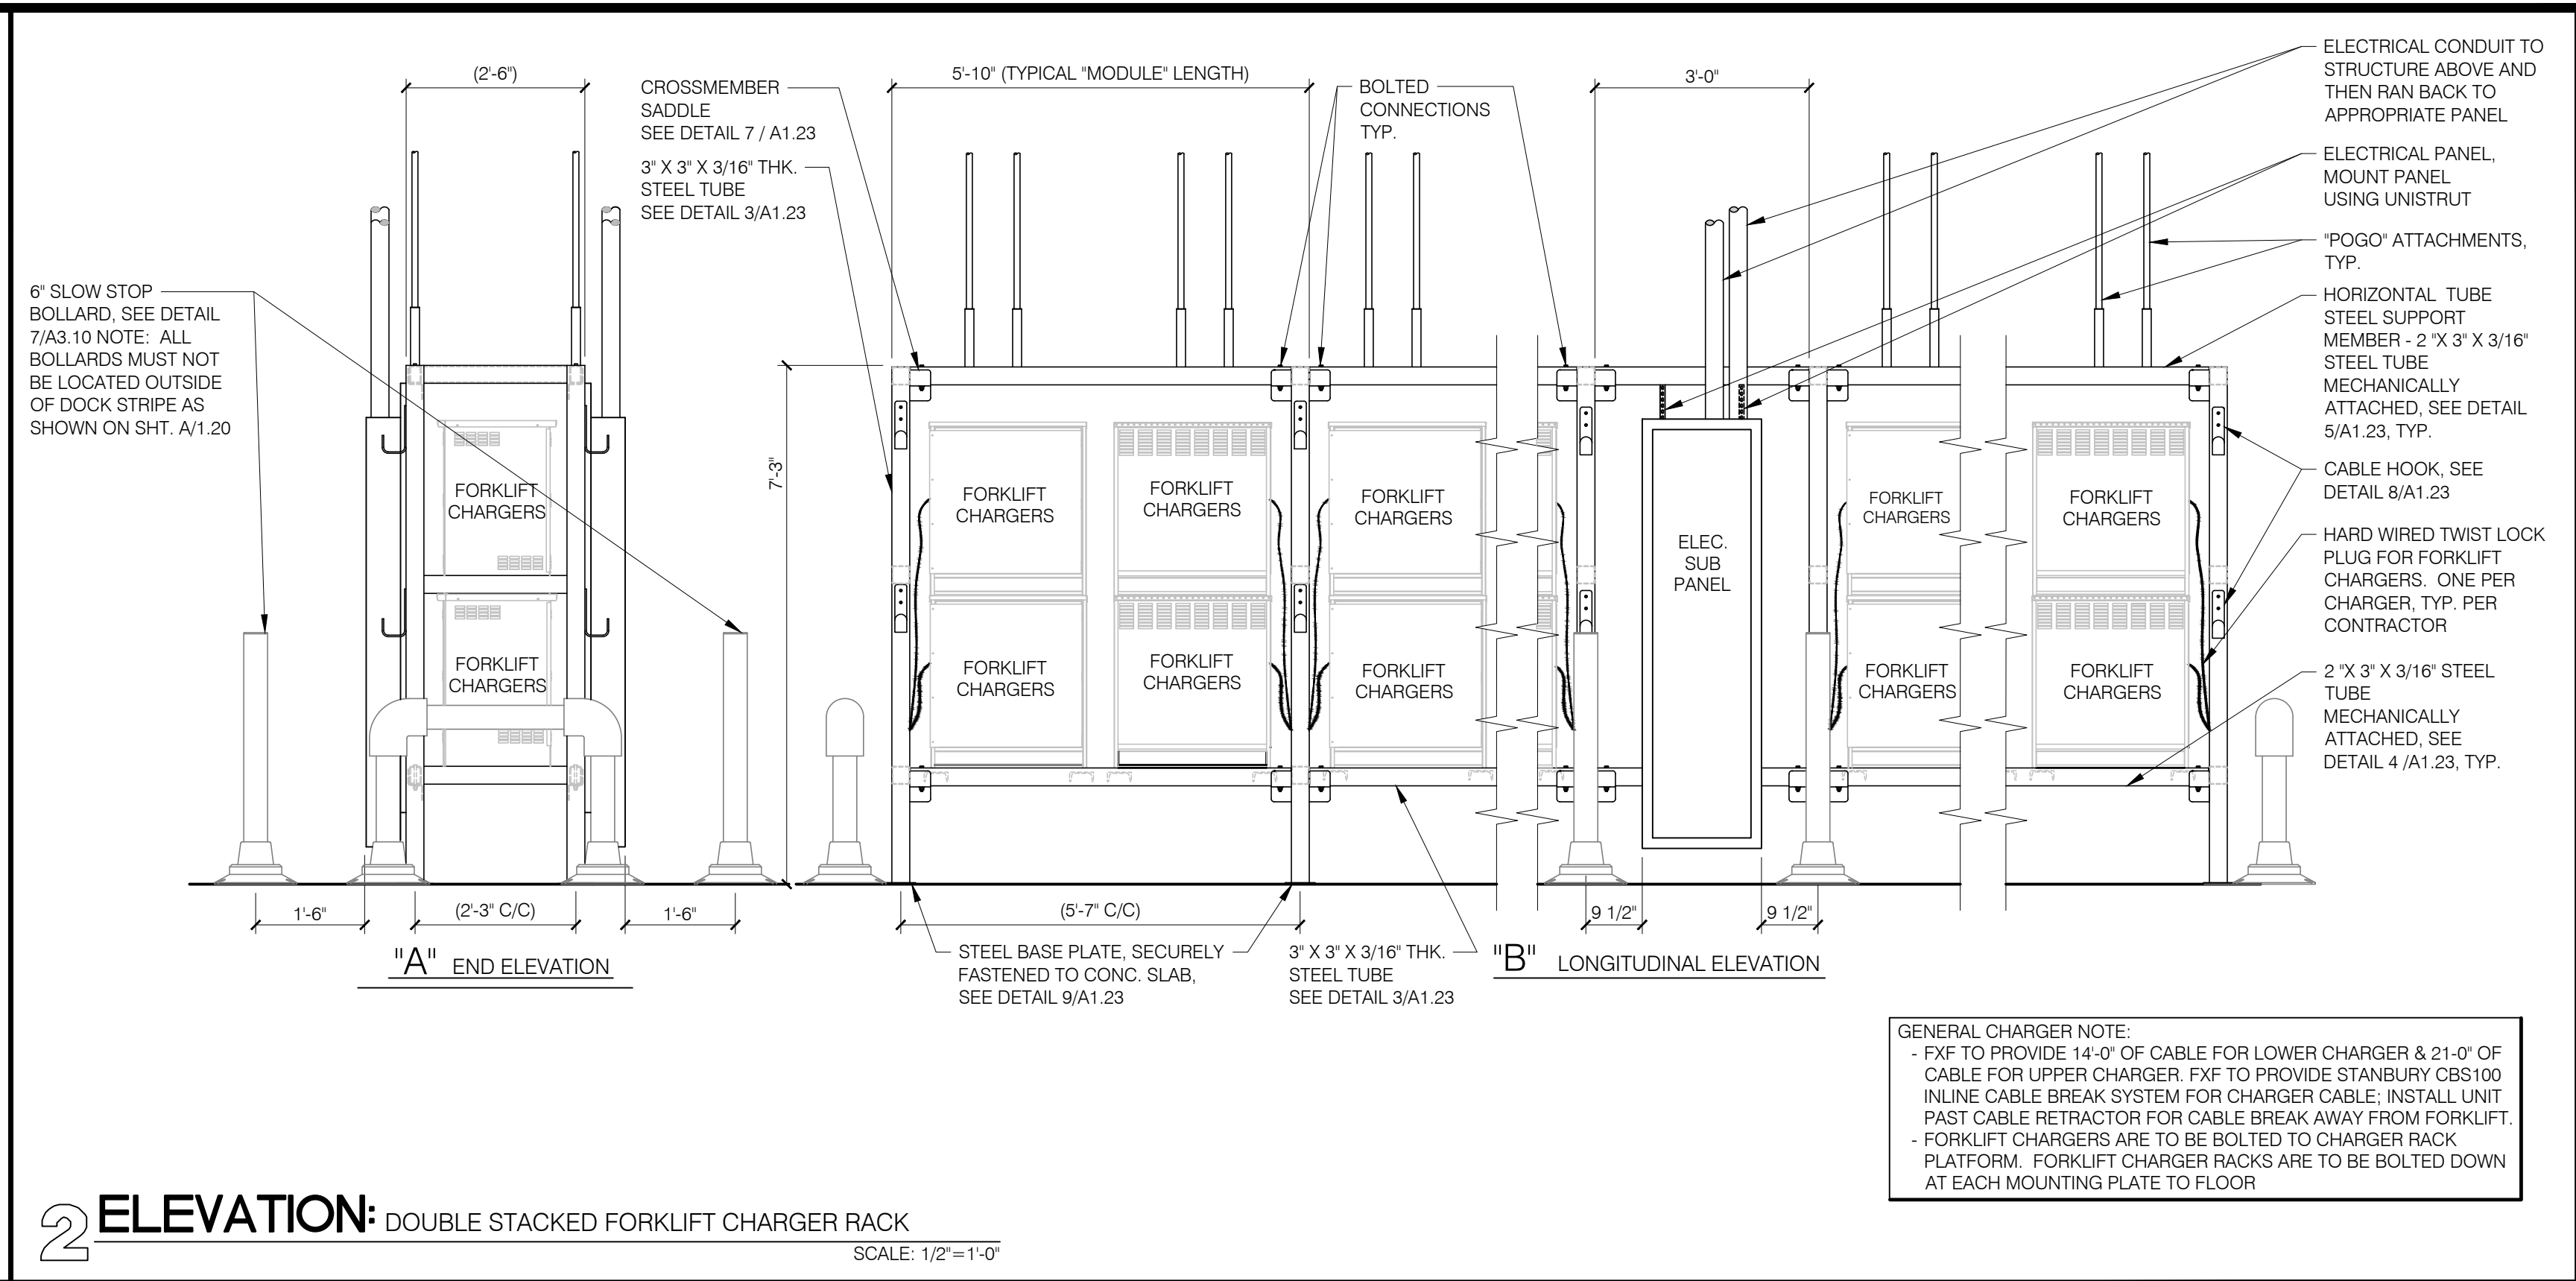 (2'-6")
CROSSMEMBER
SADDLE
SEE DETAIL 7 / A1.23
3" X 3" X 3/16" THK.
STEEL TUBE
SEE DETAIL 3/A1.23
5'-10" (TYPICAL "MODULE" LENGTH)
BOLTED
CONNECTIONS
TYP.
3'-0"
ELECTRICAL CONDUIT TO
STRUCTURE ABOVE AND
THEN RAN BACK TO
APPROPRIATE PANEL
ELECTRICAL PANEL,
MOUNT PANEL
USING UNISTRUT
"POGO" ATTACHMENTS,
TYP.
HORIZONTAL TUBE
STEEL SUPPORT
MEMBER - 2 "X 3" X 3/16"
STEEL TUBE
MECHANICALLY
ATTACHED, SEE DETAIL
5/A1.23, TYP.
CABLE HOOK, SEE
DETAIL 8/A1.23
HARD WIRED TWIST LOCK
PLUG FOR FORKLIFT
CHARGERS. ONE PER
CHARGER, TYP. PER
CONTRACTOR
2 "X 3" X 3/16" STEEL
TUBE
MECHANICALLY
ATTACHED, SEE
DETAIL 4 /A1.23, TYP.
6" SLOW STOP
BOLLARD, SEE DETAIL
7/A3.10 NOTE: ALL
BOLLARDS MUST NOT
BE LOCATED OUTSIDE
OF DOCK STRIPE AS
SHOWN ON SHT. A/1.20
7'-3"
FORKLIFT
CHARGERS
FORKLIFT
CHARGERS
FORKLIFT
CHARGERS
FORKLIFT
CHARGERS
FORKLIFT
CHARGERS
FORKLIFT
CHARGERS
FORKLIFT
CHARGERS
ELEC.
SUB
PANEL
FORKLIFT
CHARGERS
FORKLIFT
CHARGERS
FORKLIFT
CHARGERS
FORKLIFT
CHARGERS
FORKLIFT
CHARGERS
1'-6"
(2'-3" C/C)
1'-6"
(5'-7" C/C)
9 1/2"
9 1/2"
"A" END ELEVATION
STEEL BASE PLATE, SECURELY
FASTENED TO CONC. SLAB,
SEE DETAIL 9/A1.23
3" X 3" X 3/16" THK.
STEEL TUBE
SEE DETAIL 3/A1.23
"B" LONGITUDINAL ELEVATION
GENERAL CHARGER NOTE:
- FXF TO PROVIDE 14'-0" OF CABLE FOR LOWER CHARGER & 21-0" OF
CABLE FOR UPPER CHARGER. FXF TO PROVIDE STANBURY CBS100
INLINE CABLE BREAK SYSTEM FOR CHARGER CABLE; INSTALL UNIT
PAST CABLE RETRACTOR FOR CABLE BREAK AWAY FROM FORKLIFT.
- FORKLIFT CHARGERS ARE TO BE BOLTED TO CHARGER RACK
PLATFORM. FORKLIFT CHARGER RACKS ARE TO BE BOLTED DOWN
AT EACH MOUNTING PLATE TO FLOOR
2 ELEVATION: DOUBLE STACKED FORKLIFT CHARGER RACK
SCALE: 1/2"=1'-0"